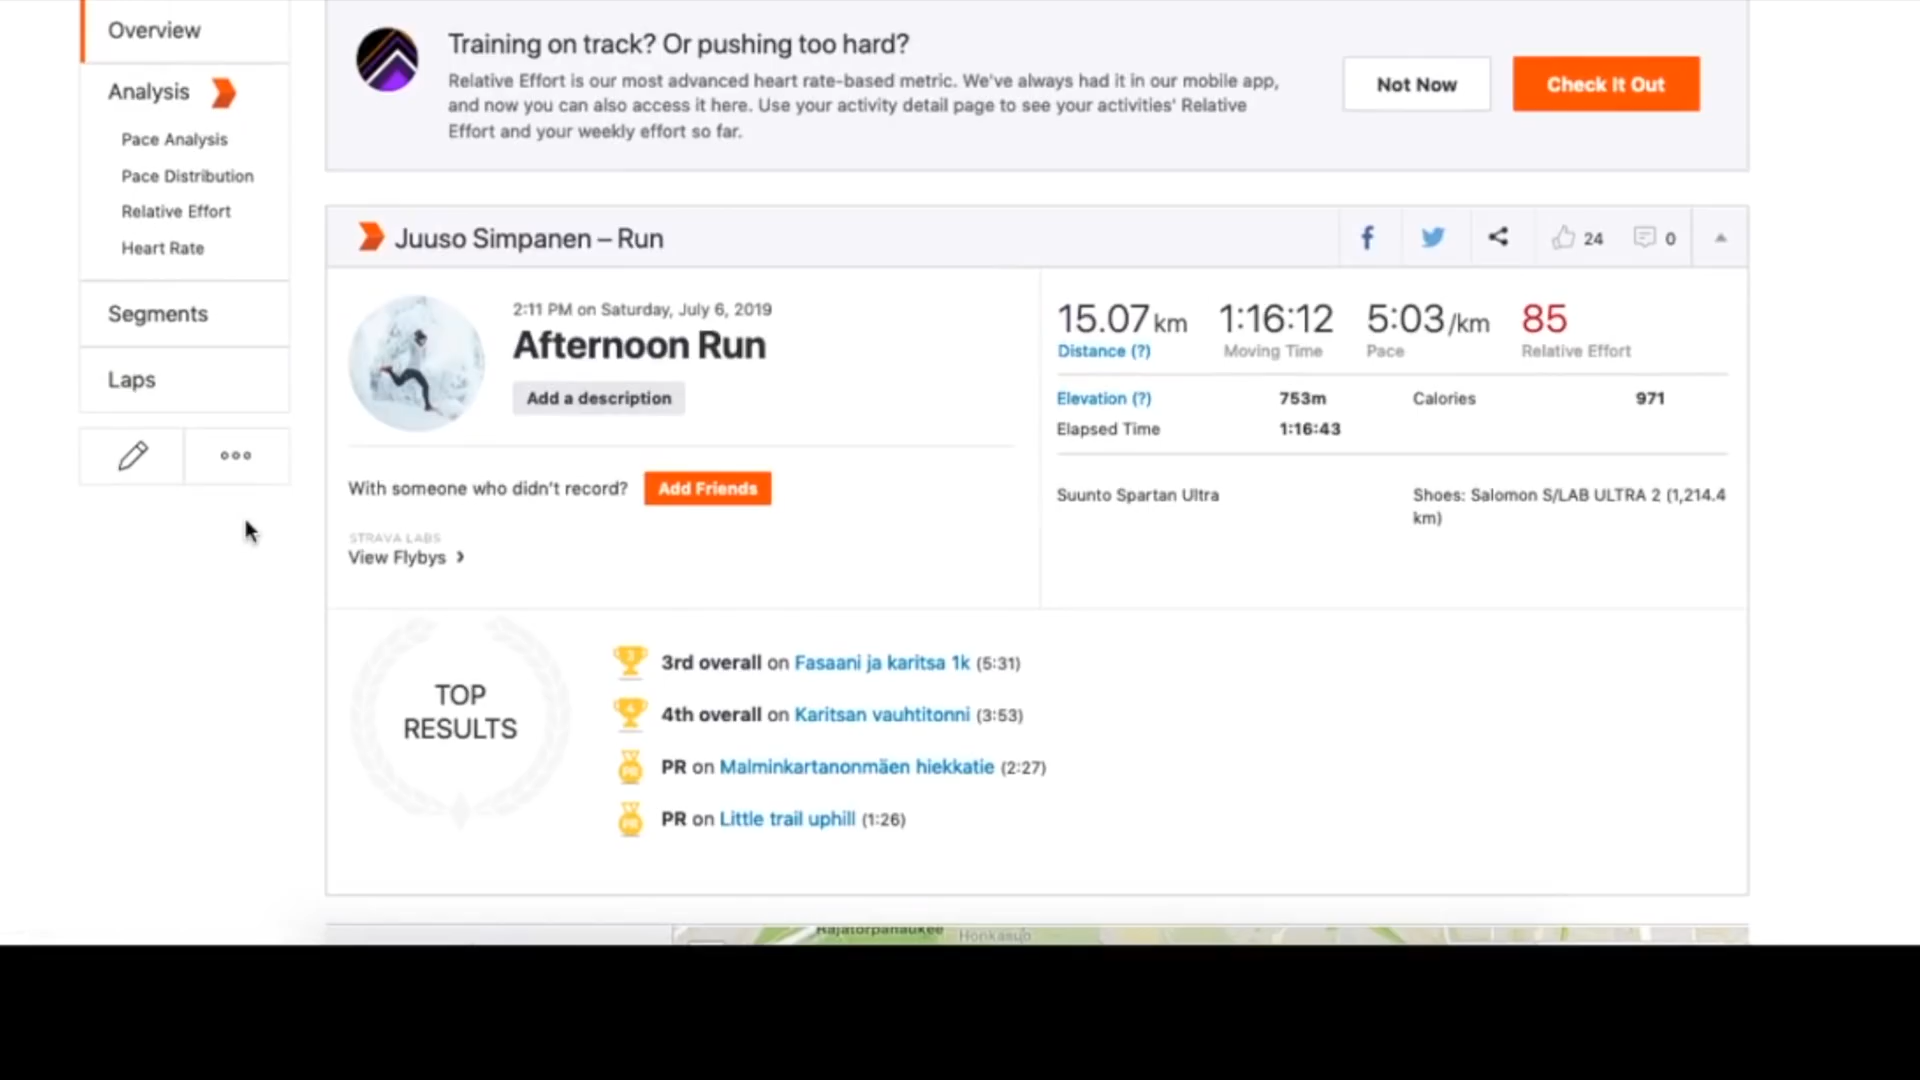 Overview
Analysis
Pace Analysis
Pace Distribution
Relative Effort
Heart Rate
Segments
Laps
Training on track? Or pushing too hard?
Relative Effort is our most advanced heart rate-based metric. We've always had it in our mobile app,
and now you can also access it here. Use your activity detail page to see your activities' Relative
Effort and your weekly effort so far.
Not Now
Check It Out
Juuso Simpanen – Run
24
0
2:11 PM on Saturday, July 6, 2019
Afternoon Run
Add a description
With someone who didn't record?
Add Friends
STRAVA LABS
View Flybys
15.07 km
Distance (?)
1:16:12
Moving Time
5:03 /km
Pace
85
Relative Effort
Elevation (?)
753m
Calories
971
Elapsed Time
1:16:43
Suunto Spartan Ultra
Shoes: Salomon S/LAB ULTRA 2 (1,214.4
km)
TOP
RESULTS
3
3rd overall on Fasaani ja karitsa 1k (5:31)
4
4th overall on Karitsan vauhtitonni (3:53)
PR
PR on Malminkartanonmäen hiekkatie (2:27)
PR
PR on Little trail uphill (1:26)
Honkasuo